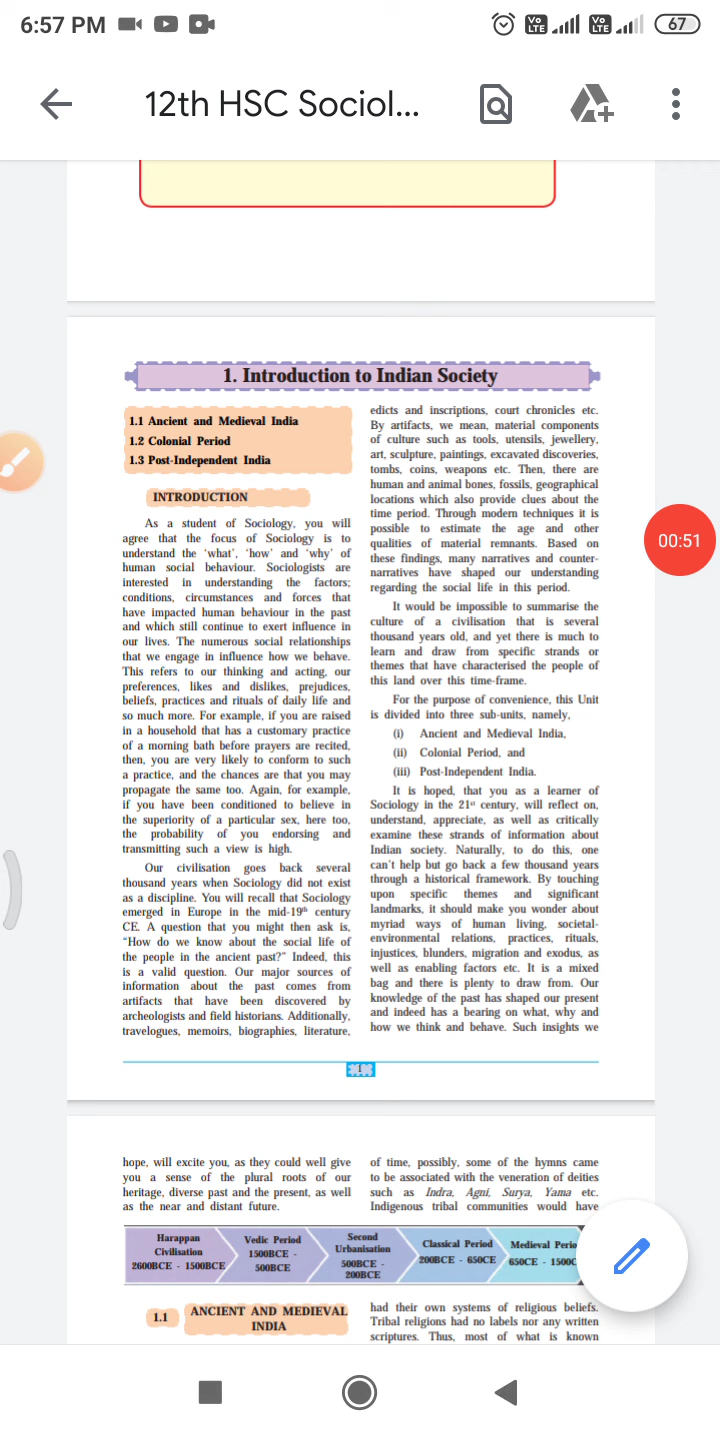 6:57 PM
Vo LTE
Vo LTE
67
12th HSC Sociol...
1. Introduction to Indian Society
1.1 Ancient and Medieval India
1.2 Colonial Period
1.3 Post-Independent India
INTRODUCTION
As a student of Sociology, you will
agree that the focus of Sociology is to
understand the ‘what’, ‘how’ and ‘why’ of
human social behaviour. Sociologists are
interested in understanding the factors;
conditions, circumstances and forces that
have impacted human behaviour in the past
and which still continue to exert influence in
our lives. The numerous social relationships
that we engage in influence how we behave.
This refers to our thinking and acting, our
preferences, likes and dislikes, prejudices,
beliefs, practices and rituals of daily life and
so much more. For example, if you are raised
in a household that has a customary practice
of a morning bath before prayers are recited,
then, you are very likely to conform to such
a practice, and the chances are that you may
propagate the same too. Again, for example,
if you have been conditioned to believe in
the superiority of a particular sex, here too,
the probability of you endorsing and
transmitting such a view is high.
Our civilisation goes back several
thousand years when Sociology did not exist
as a discipline. You will recall that Sociology
emerged in Europe in the mid-19th century
CE. A question that you might then ask is,
“How do we know about the social life of
the people in the ancient past?” Indeed, this
is a valid question. Our major sources of
information about the past comes from
artifacts that have been discovered by
archeologists and field historians. Additionally,
travelogues, memoirs, biographies, literature,
edicts and inscriptions, court chronicles etc.
By artifacts, we mean, material components
of culture such as tools, utensils, jewellery,
art, sculpture, paintings, excavated discoveries,
tombs, coins, weapons etc. Then, there are
human and animal bones, fossils, geographical
locations which also provide clues about the
time period. Through modern techniques it is
possible to estimate the age and other
qualities of material remnants. Based on
these findings, many narratives and counter-
narratives have shaped our understanding
regarding the social life in this period.
It would be impossible to summarise the
culture of a civilisation that is several
thousand years old, and yet there is much to
learn and draw from specific strands or
themes that have characterised the people of
this land over this time-frame.
For the purpose of convenience, this Unit
is divided into three sub-units, namely,
(i) Ancient and Medieval India,
(ii) Colonial Period, and
(iii) Post-Independent India.
It is hoped, that you as a learner of
Sociology in the 21st century, will reflect on,
understand, appreciate, as well as critically
examine these strands of information about
Indian society. Naturally, to do this, one
can’t help but go back a few thousand years
through a historical framework. By touching
upon specific themes and significant
landmarks, it should make you wonder about
myriad ways of human living, societal-
environmental relations, practices, rituals,
injustices, blunders, migration and exodus, as
well as enabling factors etc. It is a mixed
bag and there is plenty to draw from. Our
knowledge of the past has shaped our present
and indeed has a bearing on what, why and
how we think and behave. Such insights we
00:51
1
hope, will excite you, as they could well give
you a sense of the plural roots of our
heritage, diverse past and the present, as well
as the near and distant future.
of time, possibly, some of the hymns came
to be associated with the veneration of deities
such as Indra, Agni, Surya, Yama etc.
Indigenous tribal communities would have
Harappan
Civilisation
2600BCE - 1500BCE
Vedic Period
1500BCE -
500BCE
Second
Urbanisation
500BCE -
200BCE
Classical Period
200BCE - 650CE
Medieval Perio
650CE - 1500C
1.1 ANCIENT AND MEDIEVAL
INDIA
had their own systems of religious beliefs.
Tribal religions had no labels nor any written
scriptures. Thus, most of what is known